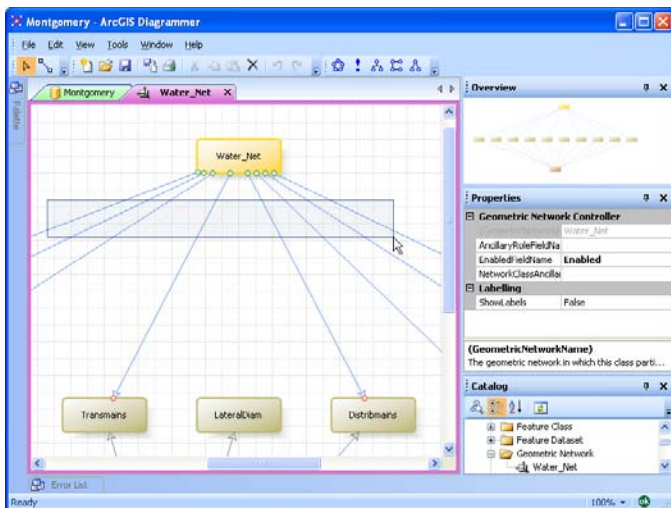 Montgomery - ArcGIS Diagrammer
File Edit View Tools Window Help
Palette
Montgomery
Water_Net
Water_Net
Transmains
LateralDiam
Distribmains
Error List
Overview
Properties
Geometric Network Controller
Water_Net
AncillaryRoleFieldNa
EnabledFieldName Enabled
NetworkClassAncillar
Labelling
ShowLabels False
(GeometricNetworkName)
The geometric network in which this class parti...
Catalog
Feature Class
Feature Dataset
Geometric Network
Water_Net
Ready
100%
ok